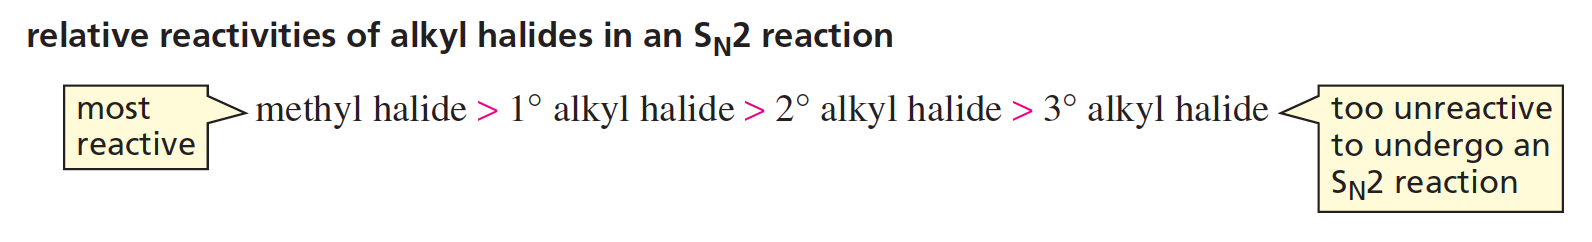 relative reactivities of alkyl halides in an SN2 reaction
most
reactive
methyl halide > 1° alkyl halide > 2° alkyl halide > 3° alkyl halide
too unreactive
to undergo an
SN2 reaction